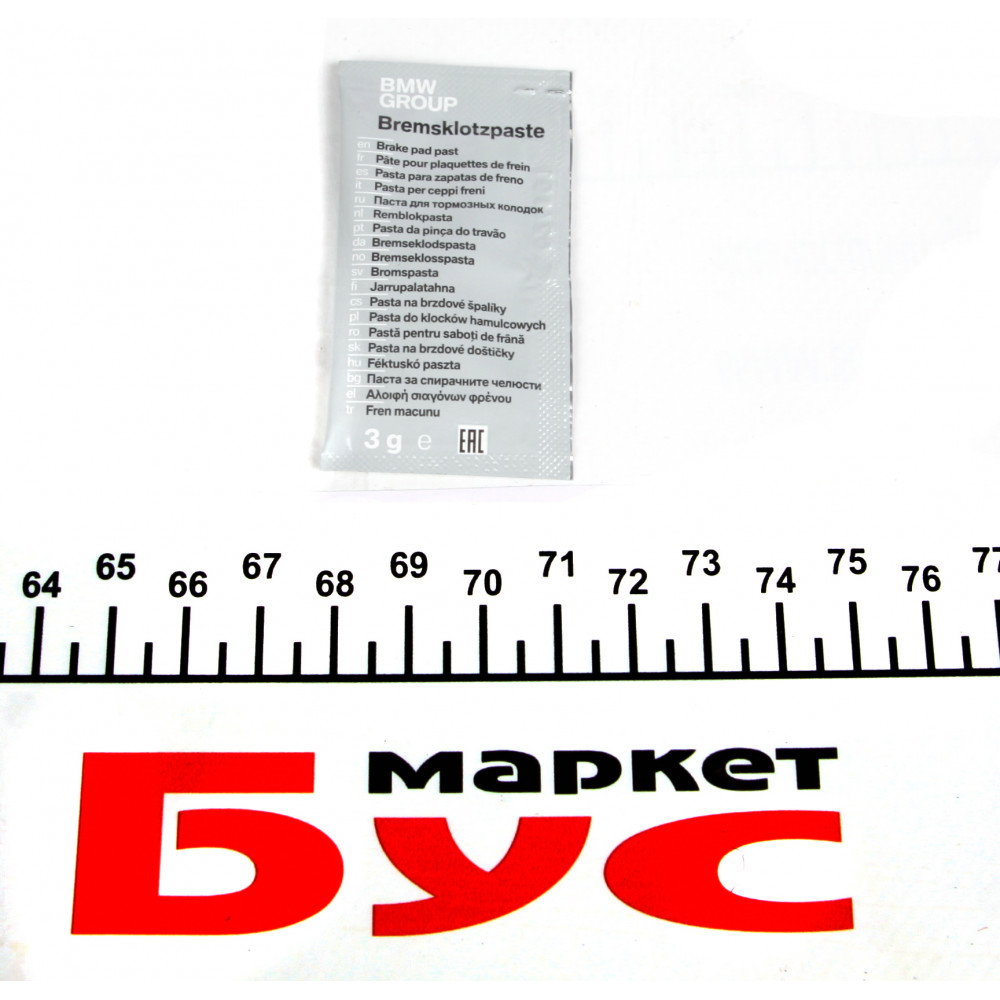 BMW
GROUP
Bremsklotzpaste
en Brake pad past
fr Pâte pour plaquettes de frein
es Pasta para zapatas de freno
it Pasta per ceppi freni
ru Паста для тормозных колодок
nl Remblokpasta
pt Pasta da pinça do travão
da Bremseklodspasta
no Bremseklosspasta
sv Bromspasta
fi Jarrupalatahna
cs Pasta na brzdové špalíky
pl Pasta do klocków hamulcowych
ro Pastă pentru saboți de frână
sk Pasta na brzdové doštičky
hu Féktuskó paszta
bg Паста за спирачните челюсти
el Αλοιφή σιαγόνων φρένου
tr Fren macunu
3 g e EAC
64 65 66 67 68 69 70 71 72 73 74 75 76 77
маркет
Бус